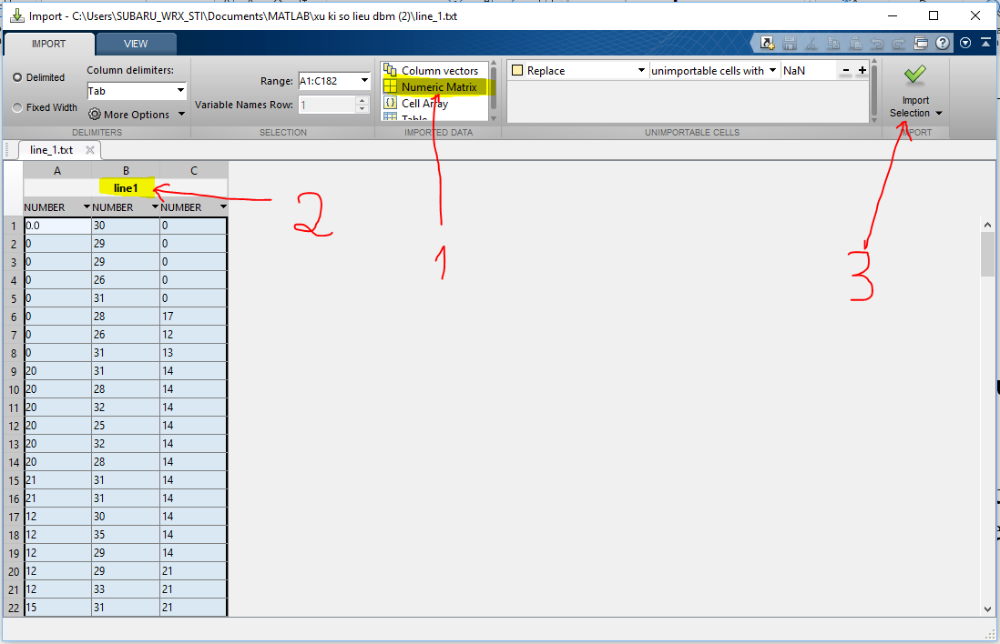 Import - C:\Users\SUBARU_WRX_STI\Documents\MATLAB\xu ki so lieu dbm (2)\line_1.txt
IMPORT VIEW
Delimited
Fixed Width
Column delimiters:
Tab
More Options
DELIMITERS
Range: A1:C182
Variable Names Row: 1
SELECTION
Column vectors
Numeric Matrix
Cell Array
Table
IMPORTED DATA
Replace unimportable cells with NaN
UNIMPORTABLE CELLS
Import
Selection
IMPORT
line_1.txt
A B C
line1
NUMBER NUMBER NUMBER
1 0.0 30 0
2 0 29 0
3 0 29 0
4 0 26 0
5 0 31 0
6 0 28 17
7 0 26 12
8 0 31 13
9 20 31 14
10 20 28 14
11 20 32 14
12 20 25 14
13 20 32 14
14 20 28 14
15 21 31 14
16 21 31 14
17 12 30 14
18 12 35 14
19 12 29 14
20 12 29 21
21 12 33 21
22 15 31 21
2
1
3